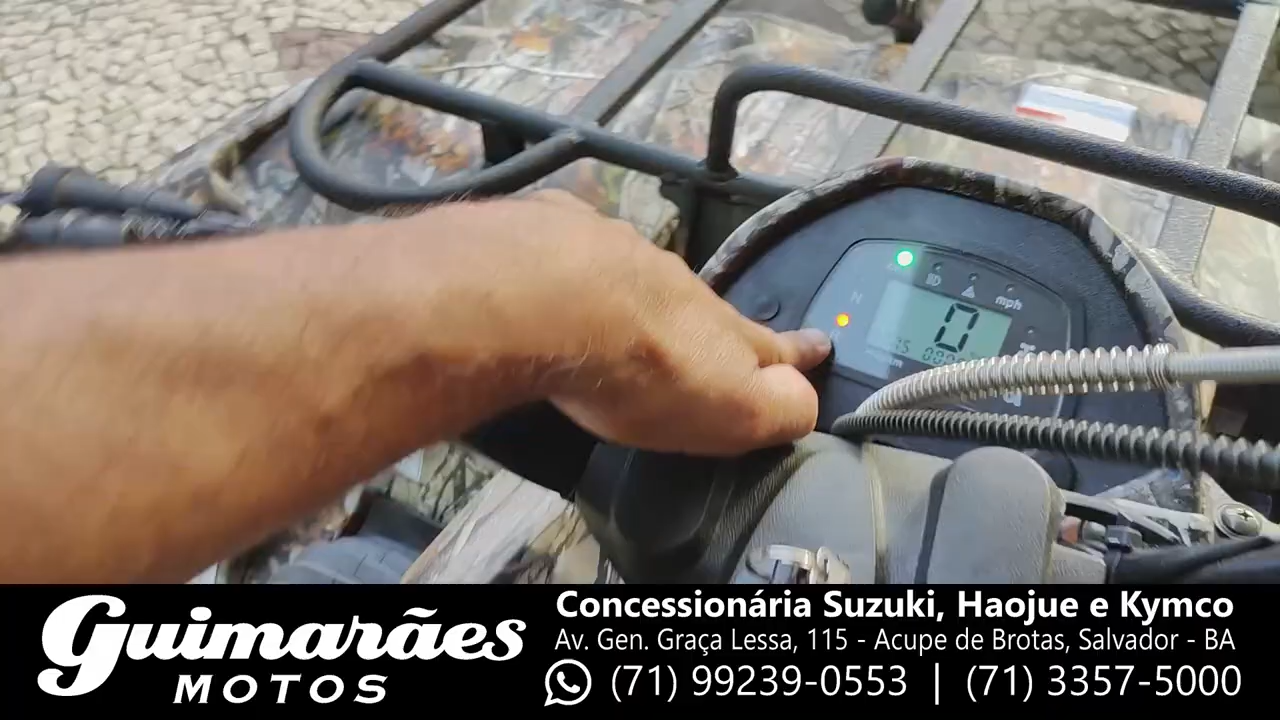 mph
N
R
0
Guimarães
MOTOS
Concessionária Suzuki, Haojue e Kymco
Av. Gen. Graça Lessa, 115 - Acupe de Brotas, Salvador - BA
(71) 99239-0553 | (71) 3357-5000